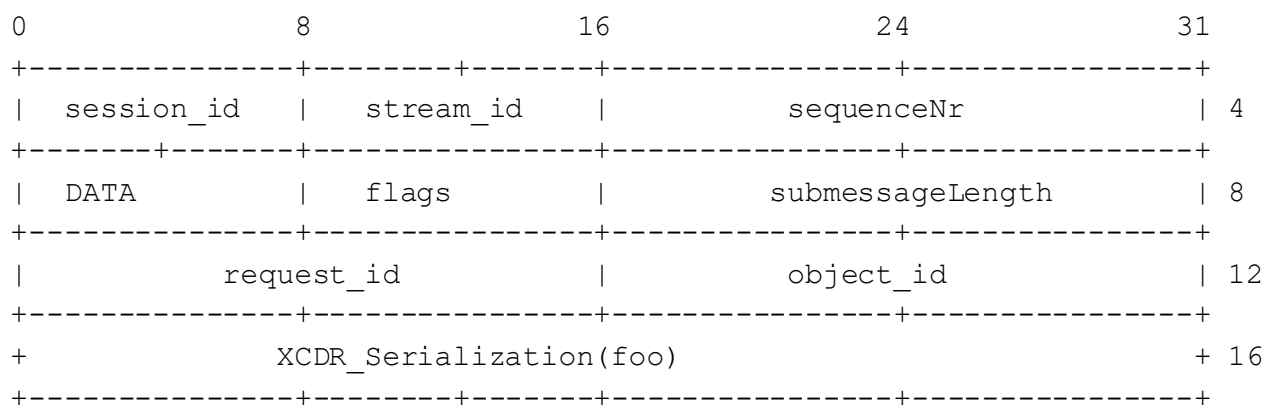 0 8 16 24 31
+---------------+--------+-------+---------------+---------------+
| session_id | stream_id | sequenceNr | 4
+-------+-------+---------------+---------------+---------------+
| DATA | flags | submessageLength | 8
+---------------+---------------+---------------+---------------+
| request_id | object_id | 12
+---------------+---------------+---------------+---------------+
+ XCDR_Serialization(foo) + 16
+---------------+--------+-------+---------------+---------------+